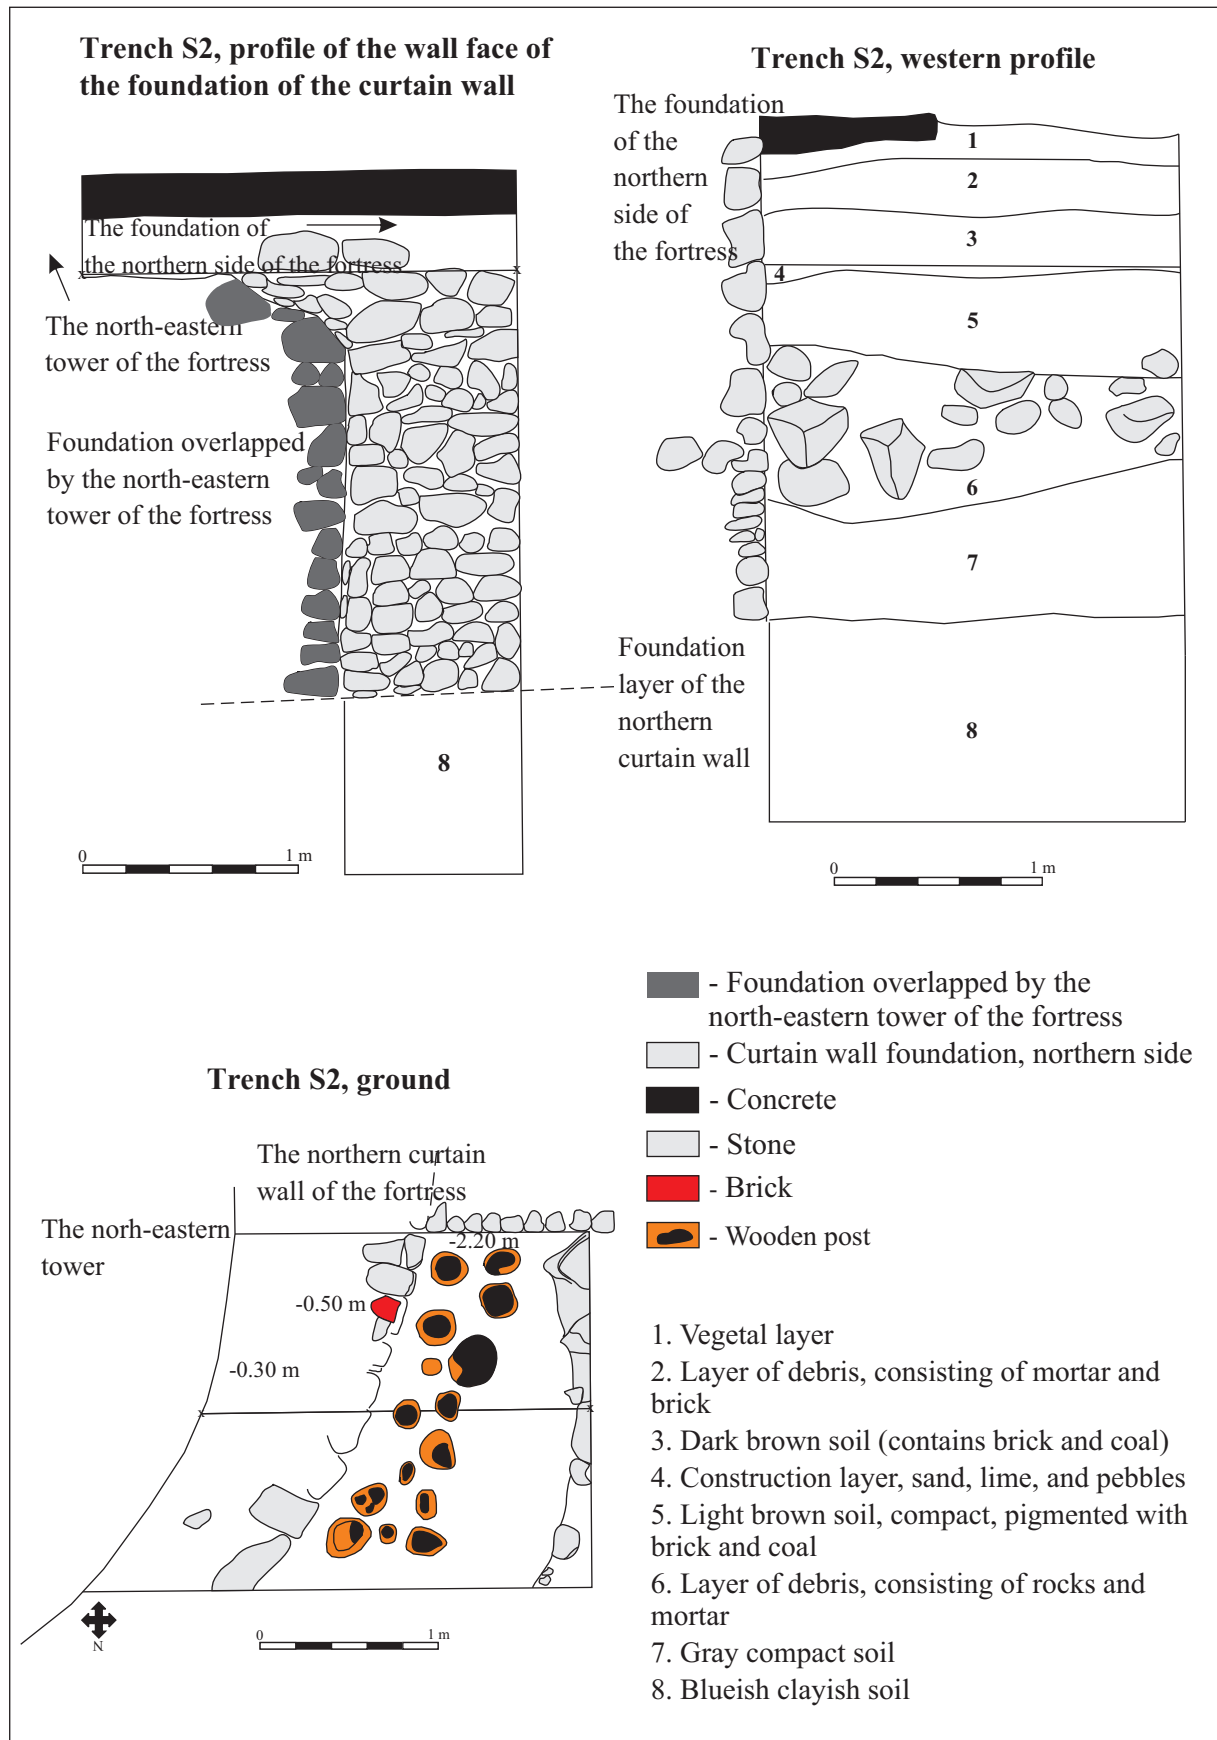 Trench S2, profile of the wall face of
the foundation of the curtain wall
The foundation of
the northern side of the fortress
x
x
The north-eastern
tower of the fortress
Foundation overlapped
by the north-eastern
tower of the fortress
8
0
1 m
Trench S2, western profile
The foundation
of the
northern
side of
the fortress
1
2
3
4
5
6
7
8
Foundation
layer of the
northern
curtain wall
0
1 m
Trench S2, ground
The northern curtain
wall of the fortress
The norh-eastern
tower
-2.20 m
-0.50 m
-0.30 m
x
x
N
0
1 m
- Foundation overlapped by the
north-eastern tower of the fortress
- Curtain wall foundation, northern side
- Concrete
- Stone
- Brick
- Wooden post
1. Vegetal layer
2. Layer of debris, consisting of mortar and
brick
3. Dark brown soil (contains brick and coal)
4. Construction layer, sand, lime, and pebbles
5. Light brown soil, compact, pigmented with
brick and coal
6. Layer of debris, consisting of rocks and
mortar
7. Gray compact soil
8. Blueish clayish soil